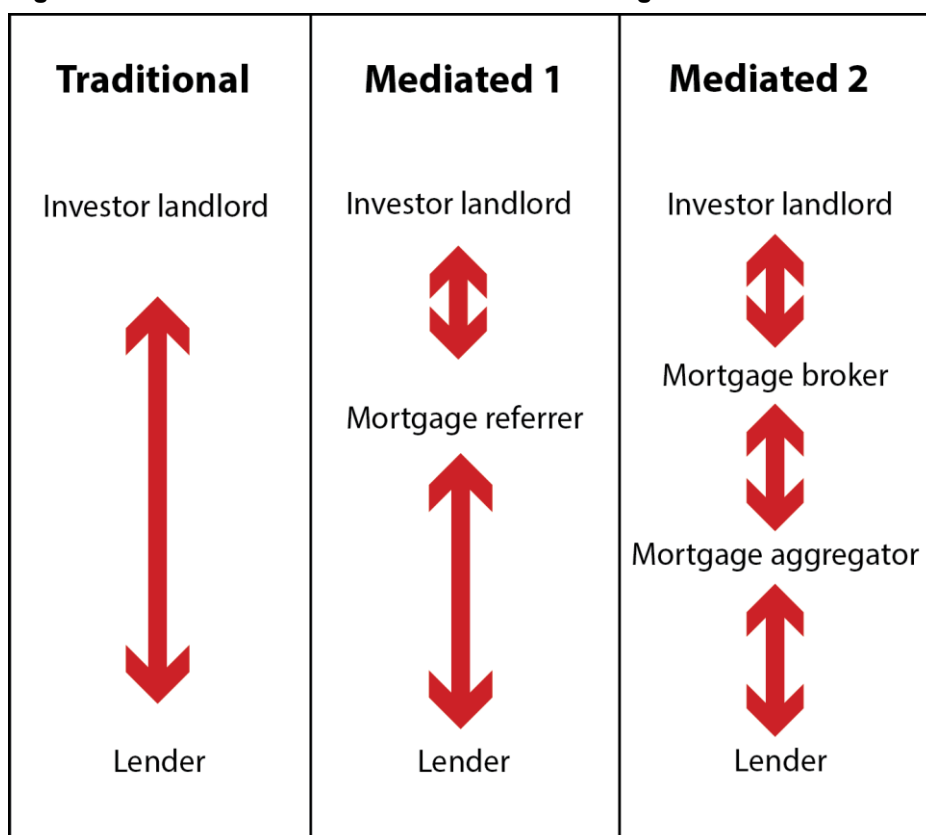 Traditional
Mediated 1
Mediated 2
Investor landlord
Investor landlord
Investor landlord
Mortgage broker
Mortgage referrer
Mortgage aggregator
Lender
Lender
Lender